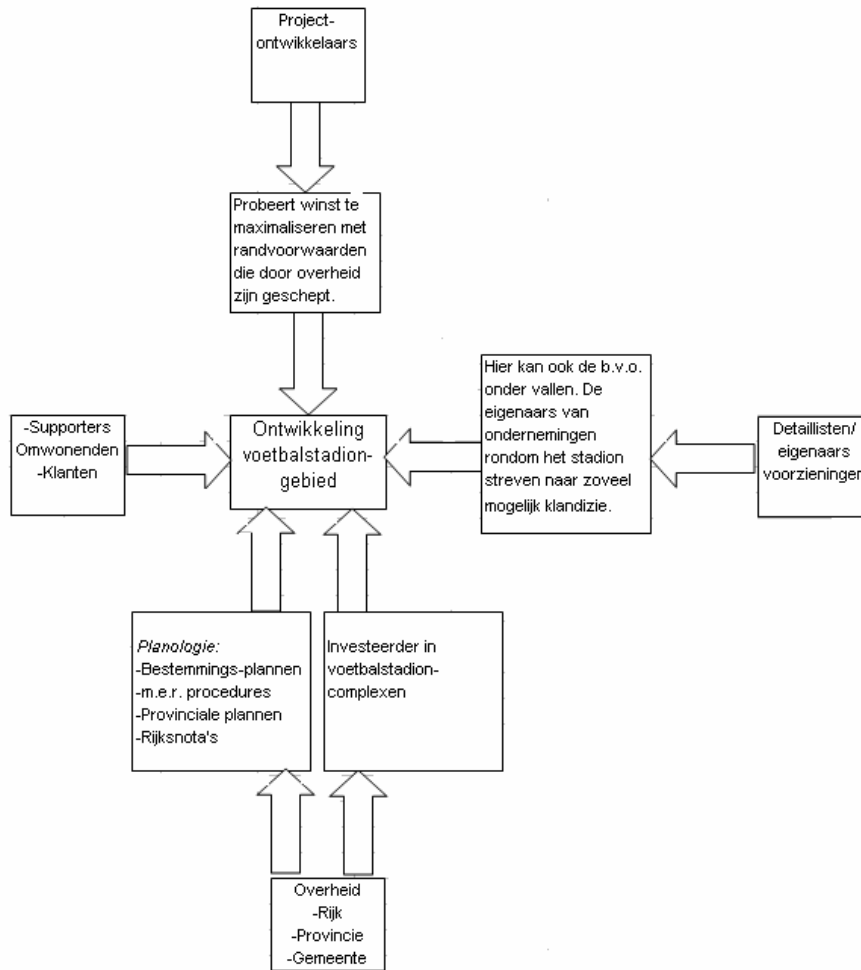 Project-
ontwikkelaars
Probeert winst te
maximaliseren met
randvoorwaarden
die door overheid
zijn geschept.
-Supporters
Omwonenden
-Klanten
Ontwikkeling
voetbalstadion-
gebied
Hier kan ook de b.v.o.
onder vallen. De
eigenaars van
ondernemingen
rondom het stadion
streven naar zoveel
mogelijk klandizie.
Detaillisten/
eigenaars
voorzieningen
Planologie:
-Bestemmings-plannen
-m.e.r. procedures
-Provinciale plannen
-Rijksnota's
Investeerder in
voetbalstadion-
complexen
Overheid
-Rijk
-Provincie
-Gemeente